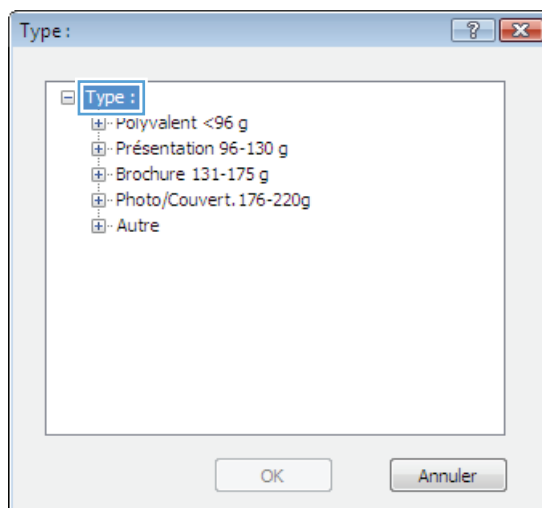 Type :
Type :
Polyvalent <96 g
Présentation 96-130 g
Brochure 131-175 g
Photo/Couvert. 176-220g
Autre
OK
Annuler